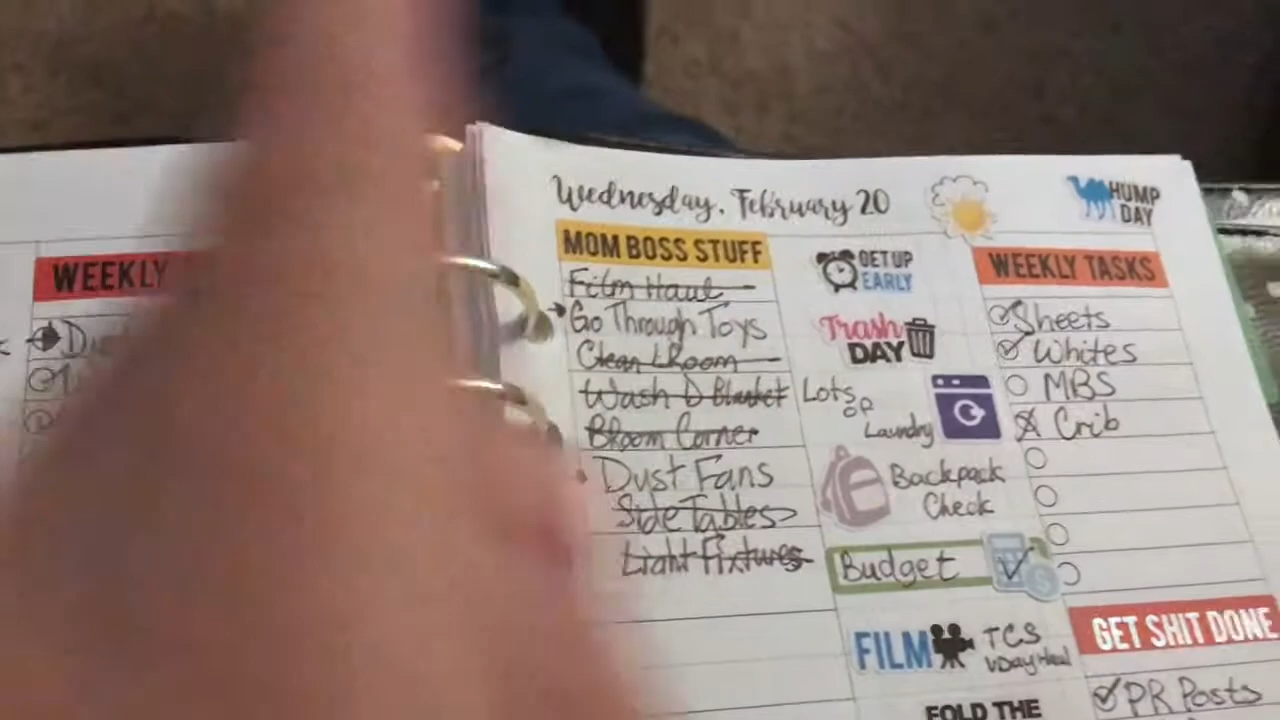 Wednesday, February 20
HUMP
DAY
WEEKLY
MOM BOSS STUFF
Film Haul
Go Through Toys
Clean LRoom
Wash D Blanket
Bloom Corner
Dust Fans
Side Tables
Light Fixtures
GET UP
EARLY
Trash
DAY
Lots
OF
Laundry
Backpack
Check
Budget
FILM
TCS
VDay Haul
FOLD THE
WEEKLY TASKS
Sheets
Whites
MBS
Crib
GET SHIT DONE
PR Posts